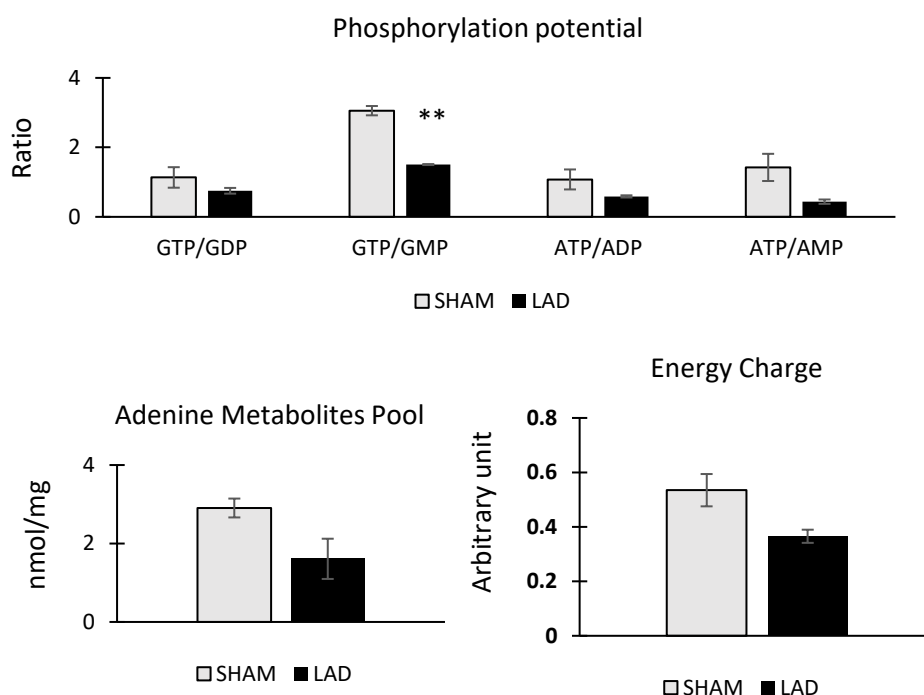 Phosphorylation potential
4
2
0
Ratio
**
GTP/GDP GTP/GMP ATP/ADP ATP/AMP
SHAM LAD
Adenine Metabolites Pool
4
2
0
nmol/mg
SHAM LAD
Energy Charge
0.8
0.6
0.4
0.2
0
Arbitrary unit
SHAM LAD